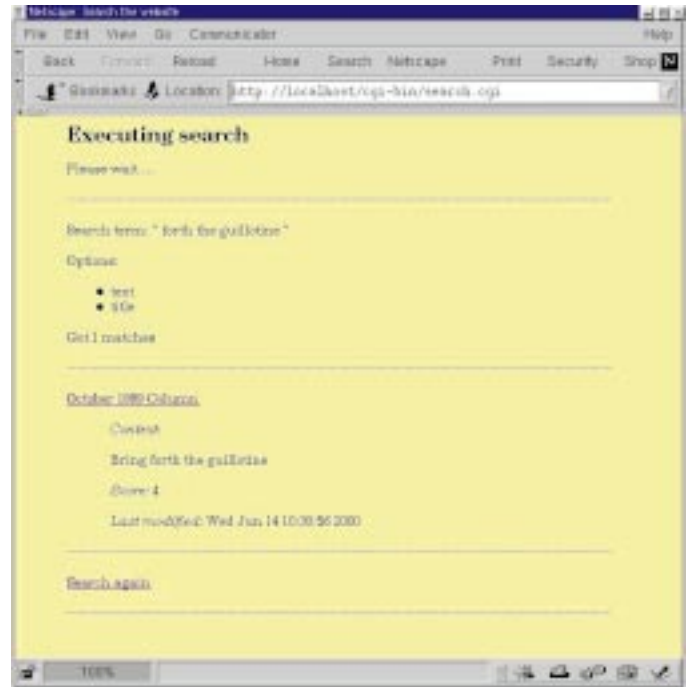 Netscape: Search the website
File Edit View Go Communicator Help
Back Forward Reload Home Search Netscape Print Security Shop N
Bookmarks Location: http://localhost/cgi-bin/search.cgi
Executing search
Please wait....
Search term: " forth the guillotine "
Options:
text
title
Got 1 matches
October 1999 Column
Context:
Bring forth the guillotine
Score: 4
Last modified: Wed Jun 14 10:39:56 2000
Search again
100%